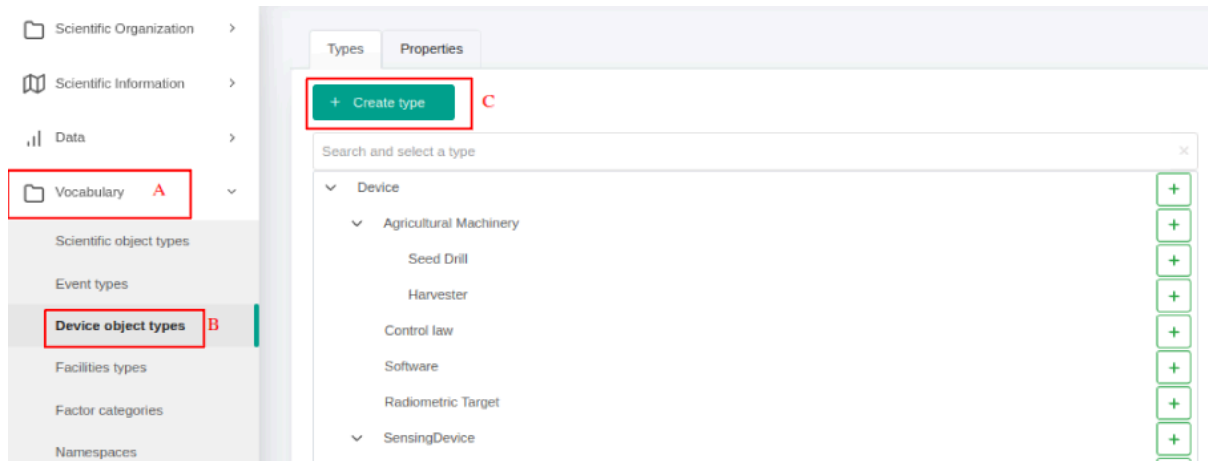 Scientific Organization
Scientific Information
Data
Vocabulary A
Scientific object types
Event types
Device object types B
Facilities types
Factor categories
Namespaces
Types Properties
+ Create type C
Search and select a type
Device
Agricultural Machinery
Seed Drill
Harvester
Control law
Software
Radiometric Target
SensingDevice